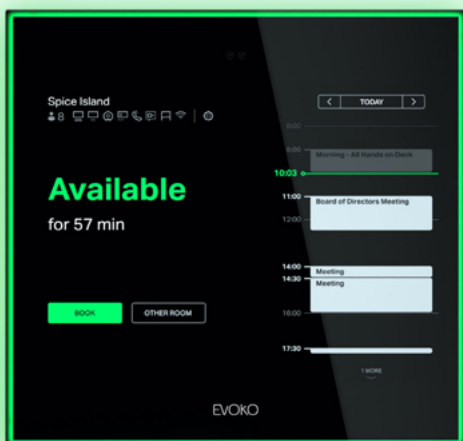 Spice Island
8
Available
for 57 min
BOOK
OTHER ROOM
EVOKO
TODAY
8:00
9:00
Morning - All Hands on Deck
10:03
11:00
Board of Directors Meeting
12:00
14:00
Meeting
14:30
Meeting
16:00
17:30
1 MORE